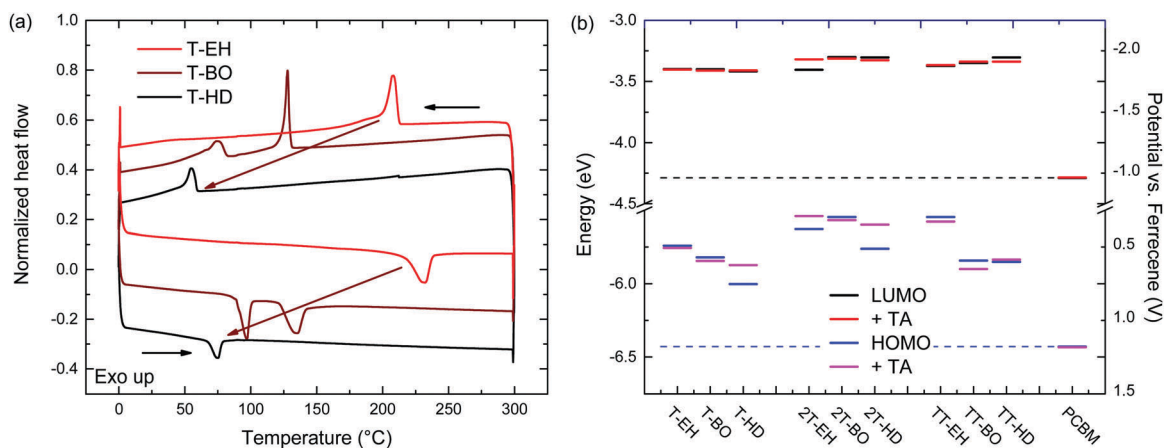 (a)
1.0
0.8
0.6
0.4
0.2
0.0
-0.2
-0.4
Normalized heat flow
T-EH
T-BO
T-HD
Exo up
0
50
100
150
200
250
300
Temperature (°C)
(b)
-3.0
-3.5
-4.0
-4.5
-6.0
-6.5
Energy (eV)
-2.0
-1.5
-1.0
0.5
1.0
1.5
Potential vs. Ferrecene (V)
LUMO
+ TA
HOMO
+ TA
T-EH
T-BO
T-HD
2T-EH
2T-BO
2T-HD
TT-EH
TT-BO
TT-HD
PCBM